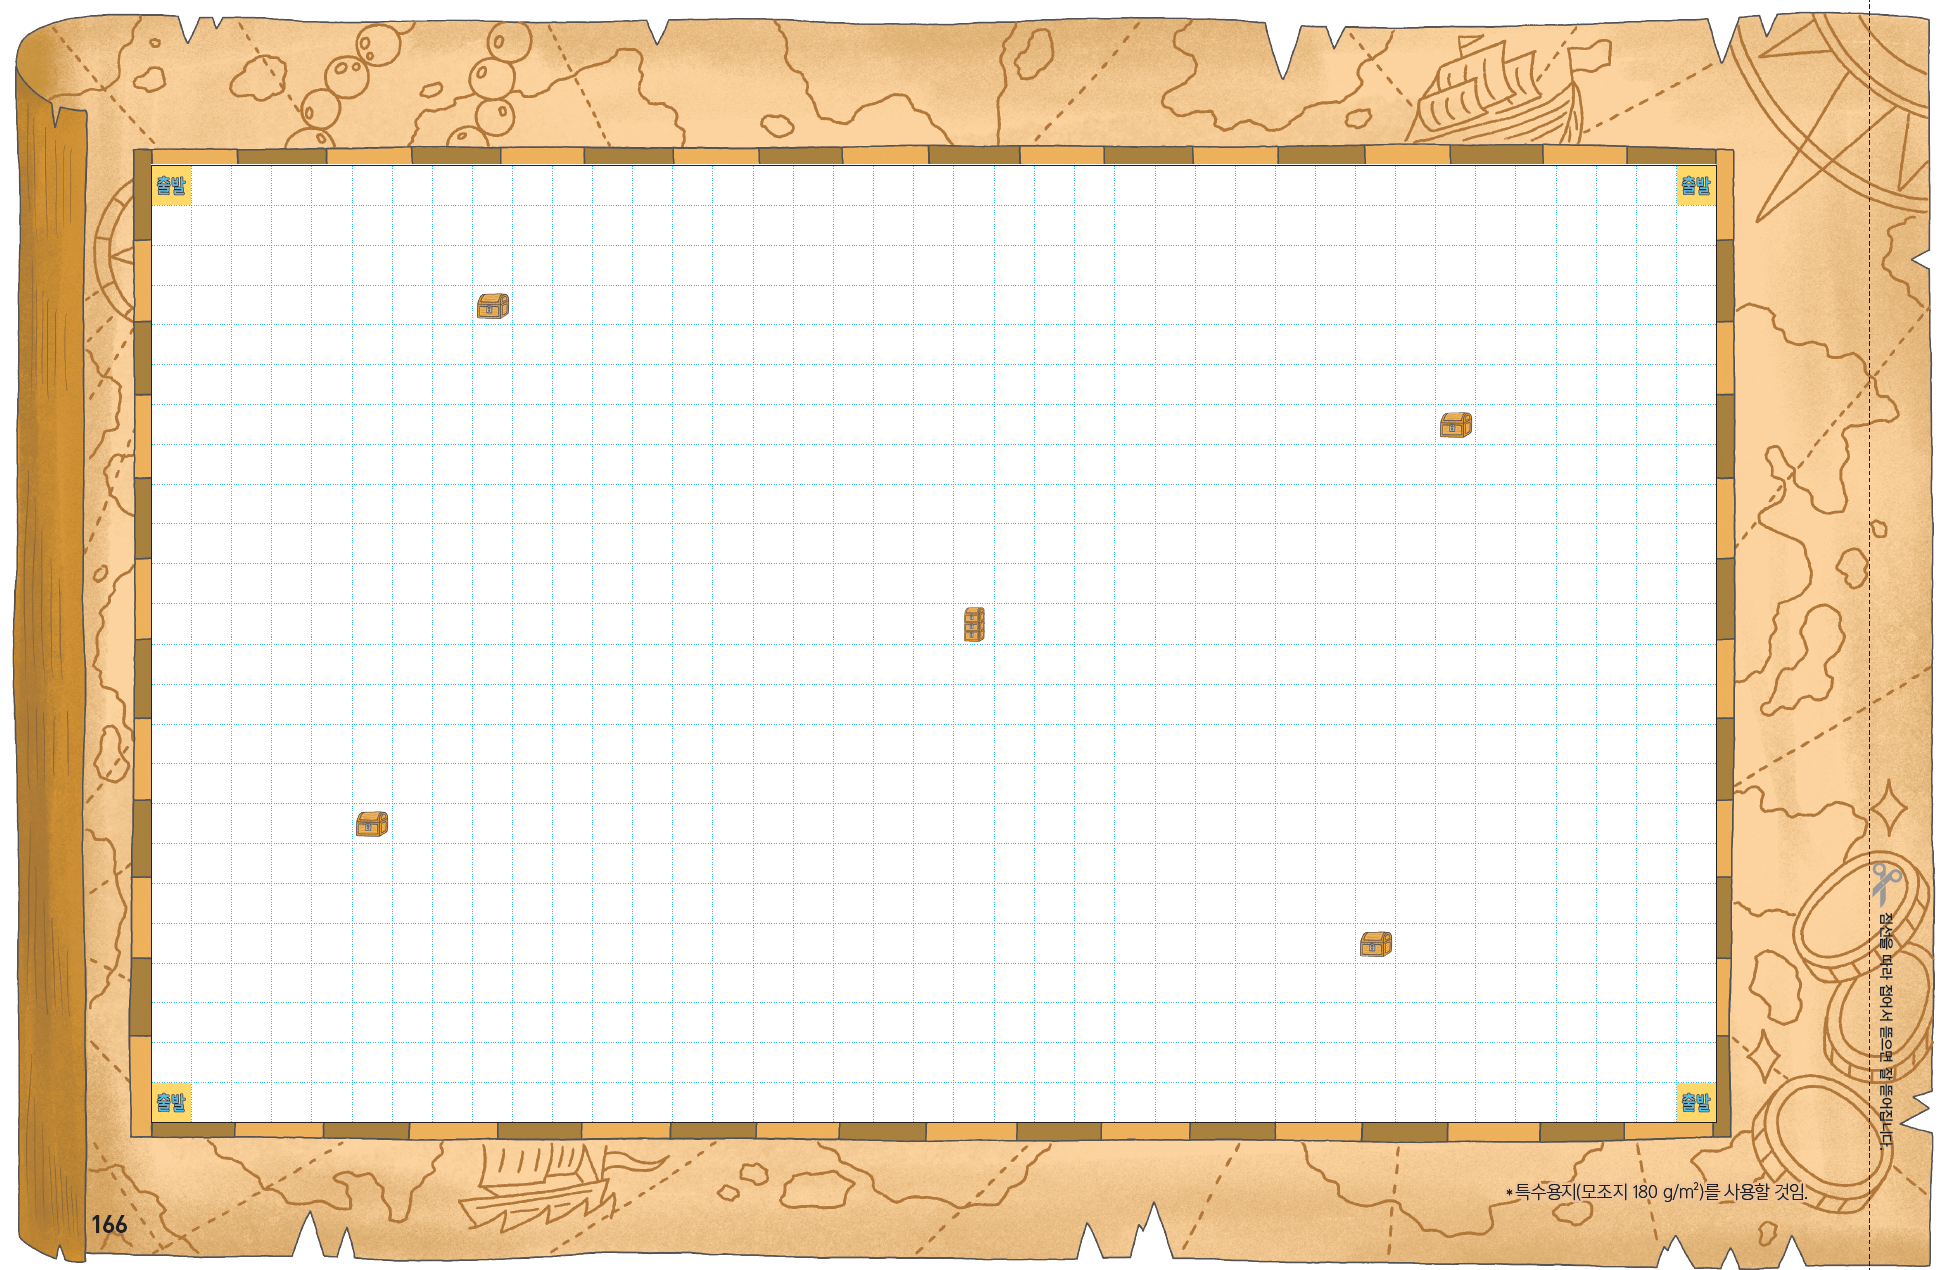 출발
출발
점선을 따라 접어서 뜯으면 잘 뜯어집니다.
출발
출발
*특수용지(모조지 180 g/m²)를 사용할 것임.
166